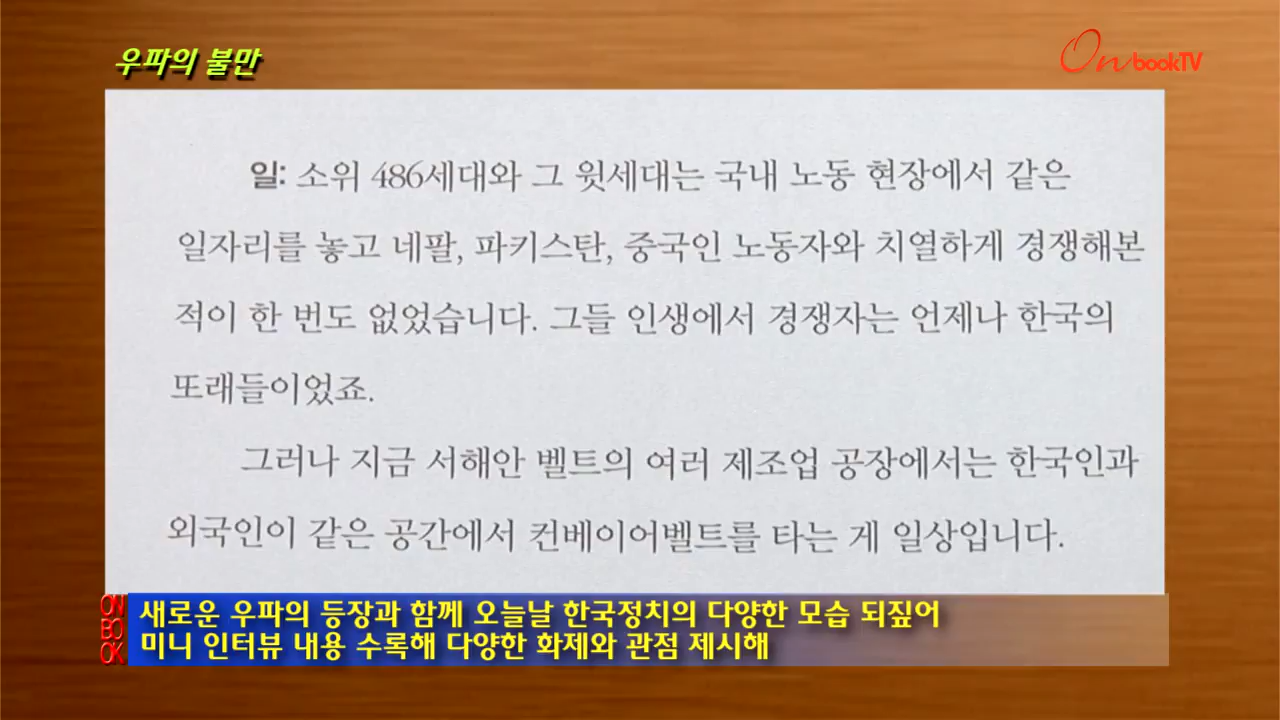 우파의 불만
On bookTV
일: 소위 486세대와 그 윗세대는 국내 노동 현장에서 같은
일자리를 놓고 네팔, 파키스탄, 중국인 노동자와 치열하게 경쟁해본
적이 한 번도 없었습니다. 그들 인생에서 경쟁자는 언제나 한국의
또래들이었죠.
그러나 지금 서해안 벨트의 여러 제조업 공장에서는 한국인과
외국인이 같은 공간에서 컨베이어벨트를 타는 게 일상입니다.
ON
BO
OK
새로운 우파의 등장과 함께 오늘날 한국정치의 다양한 모습 되짚어
미니 인터뷰 내용 수록해 다양한 화제와 관점 제시해